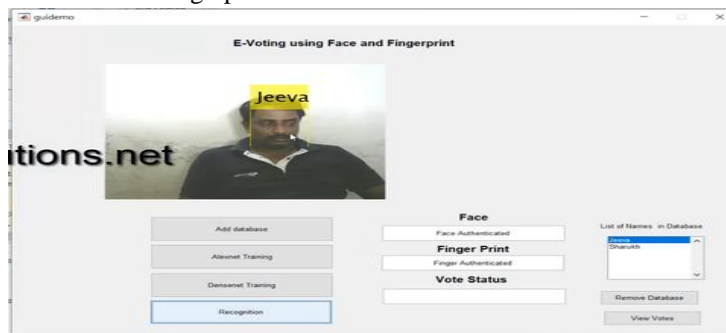 guidemo
E-Voting using Face and Fingerprint
Jeeva
tions.net
Add database
Alexnet Training
Densenet Training
Recognition
Face
Face Authenticated
Finger Print
Finger Authenticated
Vote Status
List of Names in Database
Jeeva
Sharukh
Remove Database
View Votes